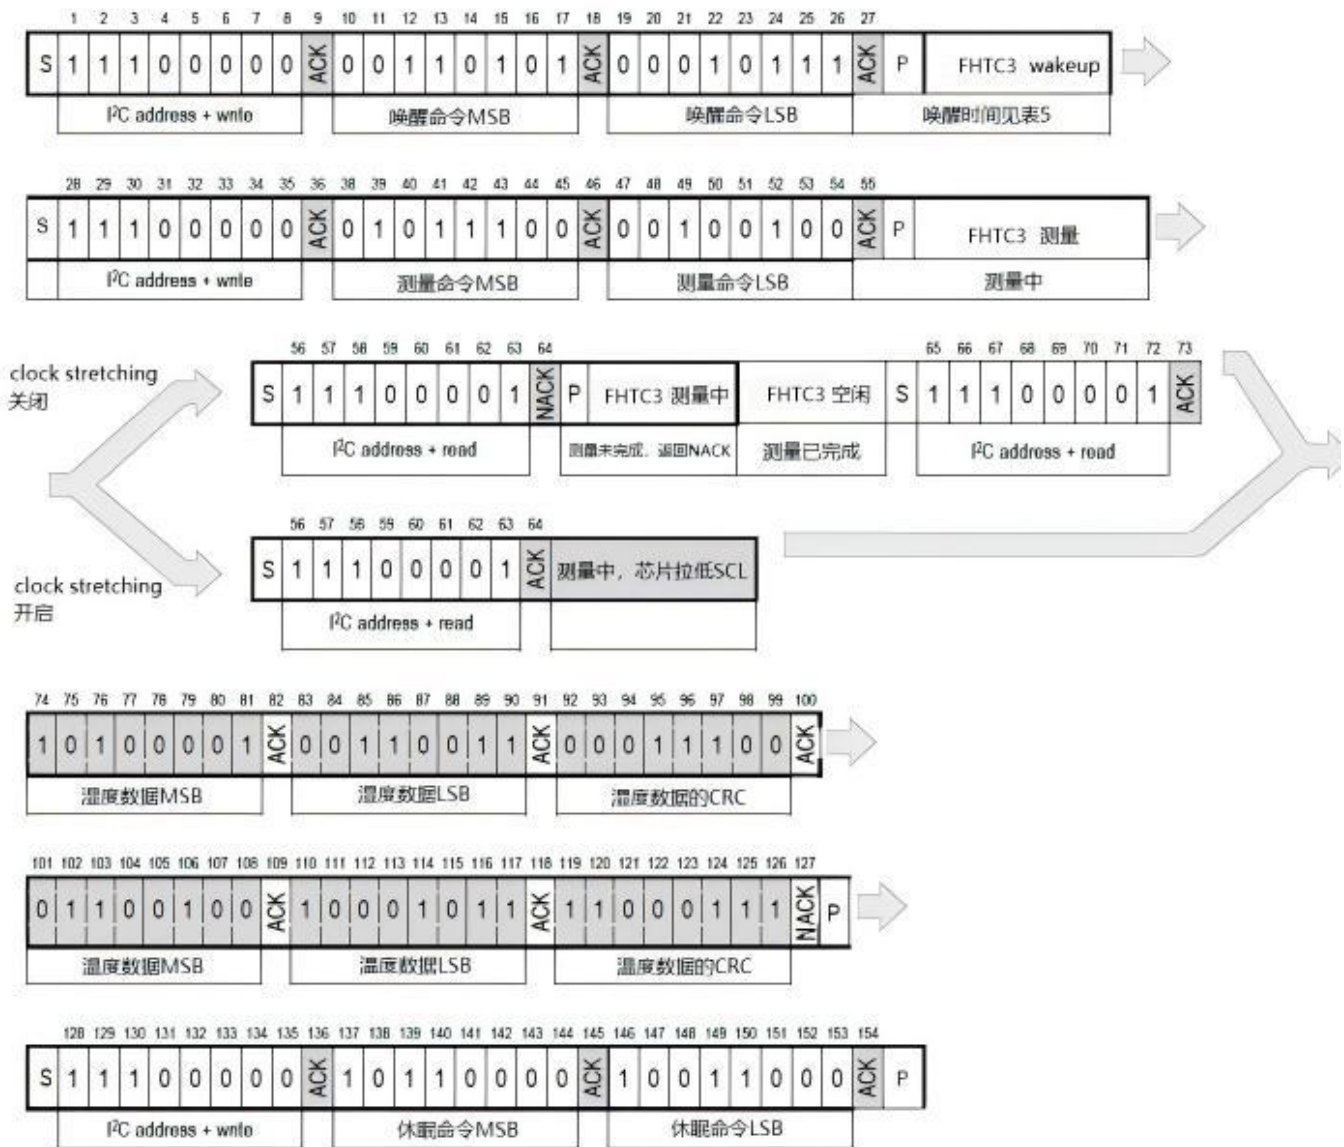 1 2 3 4 5 6 7 8 9 10 11 12 13 14 15 16 17 18 19 20 21 22 23 24 25 26 27
S 1 1 1 0 0 0 0 0 ACK 0 0 1 1 0 1 0 1 ACK 0 0 0 1 0 1 1 1 ACK P FHTC3 wakeup
I²C address + write 唤醒命令MSB 唤醒命令LSB 唤醒时间见表5
28 29 30 31 32 33 34 35 36 38 39 40 41 42 43 44 45 46 47 48 49 50 51 52 53 54 55
S 1 1 1 0 0 0 0 0 ACK 0 1 0 1 1 1 0 0 ACK 0 0 1 0 0 1 0 0 ACK P FHTC3 测量
I²C address + write 测量命令MSB 测量命令LSB 测量中
clock stretching
关闭
56 57 58 59 60 61 62 63 64 65 66 67 68 69 70 71 72 73
S 1 1 1 0 0 0 0 1 NACK P FHTC3 测量中 FHTC3 空闲 S 1 1 1 0 0 0 0 1 ACK
I²C address + read 测量未完成，返回NACK 测量已完成 I²C address + read
clock stretching
开启
56 57 58 59 60 61 62 63 64
S 1 1 1 0 0 0 0 1 ACK 测量中，芯片拉低SCL
I²C address + read
74 75 76 77 78 79 80 81 82 83 84 85 86 87 88 89 90 91 92 93 94 95 96 97 98 99 100
1 0 1 0 0 0 0 1 ACK 0 0 1 1 0 0 1 1 ACK 0 0 0 1 1 1 0 0 ACK
湿度数据MSB 湿度数据LSB 湿度数据的CRC
101 102 103 104 105 106 107 108 109 110 111 112 113 114 115 116 117 118 119 120 121 122 123 124 125 126 127
0 1 1 0 0 1 0 0 ACK 1 0 0 0 1 0 1 1 ACK 1 1 0 0 0 1 1 1 NACK P
温度数据MSB 温度数据LSB 温度数据的CRC
128 129 130 131 132 133 134 135 136 137 138 139 140 141 142 143 144 145 146 147 148 149 150 151 152 153 154
S 1 1 1 0 0 0 0 0 ACK 1 0 1 1 0 0 0 0 ACK 1 0 0 1 1 0 0 0 ACK P
I²C address + write 休眠命令MSB 休眠命令LSB